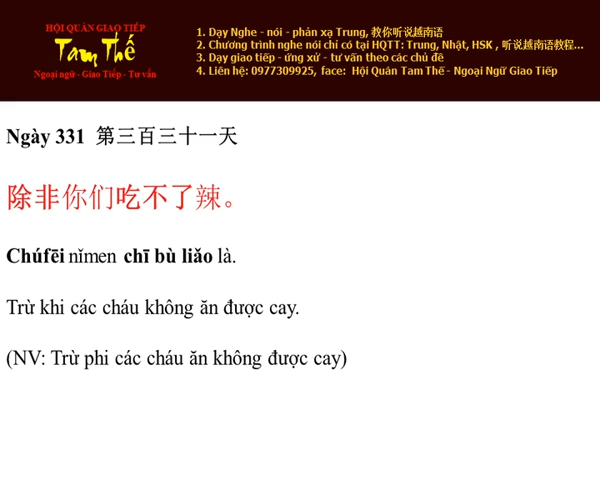 HỘI QUÁN GIAO TIẾP
Tam Thế
Ngoại ngữ - Giao Tiếp - Tư vấn
1. Dạy Nghe - nói - phản xạ Trung, 教你听说越南语
2. Chương trình nghe nói chỉ có tại HQTT: Trung, Nhật, HSK , 听说越南语教程...
3. Dạy giao tiếp - ứng xử - tư vấn theo các chủ đề
4. Liên hệ: 0977309925, face: Hội Quán Tam Thế - Ngoại Ngữ Giao Tiếp
Ngày 331 第三百三十一天
除非你们吃不了辣。
Chúfēi nǐmen chī bù liǎo là.
Trừ khi các cháu không ăn được cay.
(NV: Trừ phi các cháu ăn không được cay)